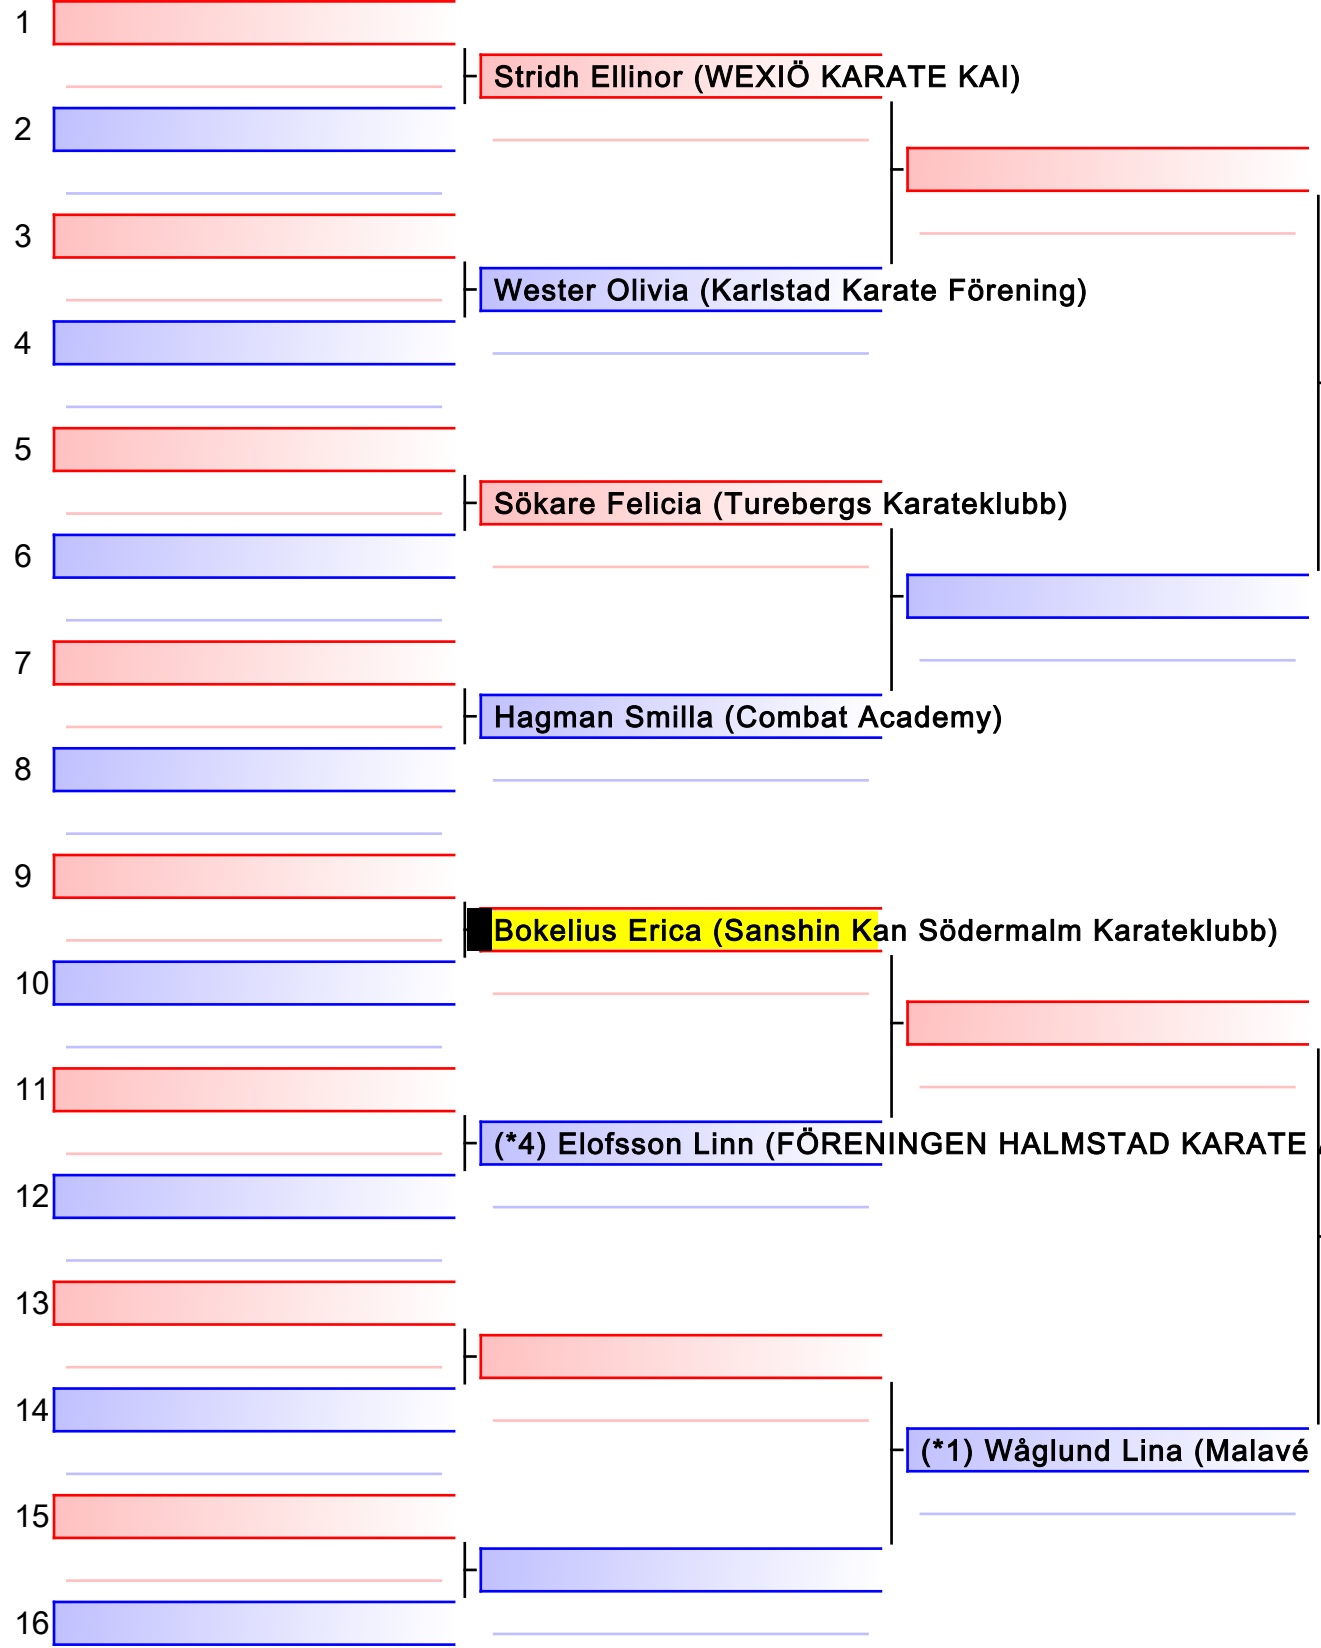 1
Stridh Ellinor (WEXIÖ KARATE KAI)
2
3
Wester Olivia (Karlstad Karate Förening)
4
5
Sökare Felicia (Turebergs Karateklubb)
6
7
Hagman Smilla (Combat Academy)
8
9
Bokelius Erica (Sanshin Kan Södermalm Karateklubb)
10
11
(*4) Elofsson Linn (FÖRENINGEN HALMSTAD KARATE
12
13
14
(*1) Wåglund Lina (Malavé
15
16